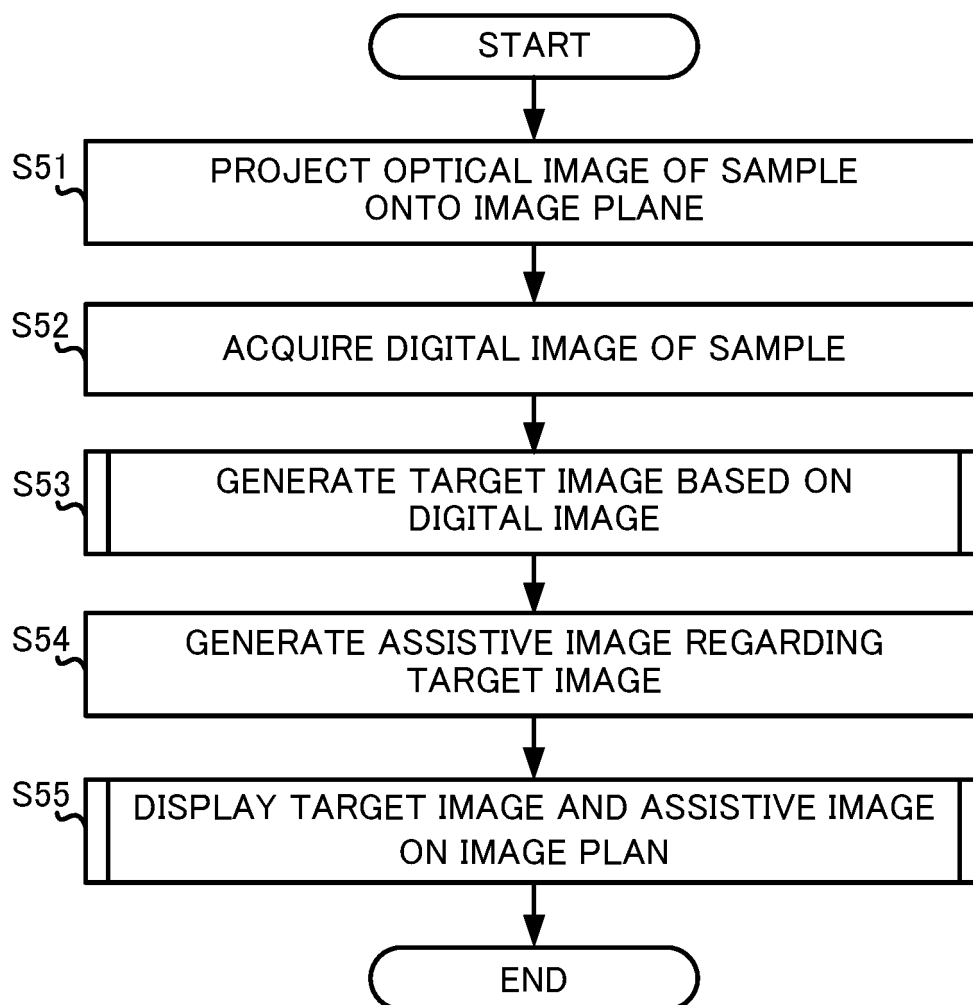 START
S51
PROJECT OPTICAL IMAGE OF SAMPLE
ONTO IMAGE PLANE
S52
ACQUIRE DIGITAL IMAGE OF SAMPLE
S53
GENERATE TARGET IMAGE BASED ON
DIGITAL IMAGE
S54
GENERATE ASSISTIVE IMAGE REGARDING
TARGET IMAGE
S55
DISPLAY TARGET IMAGE AND ASSISTIVE IMAGE
ON IMAGE PLAN
END